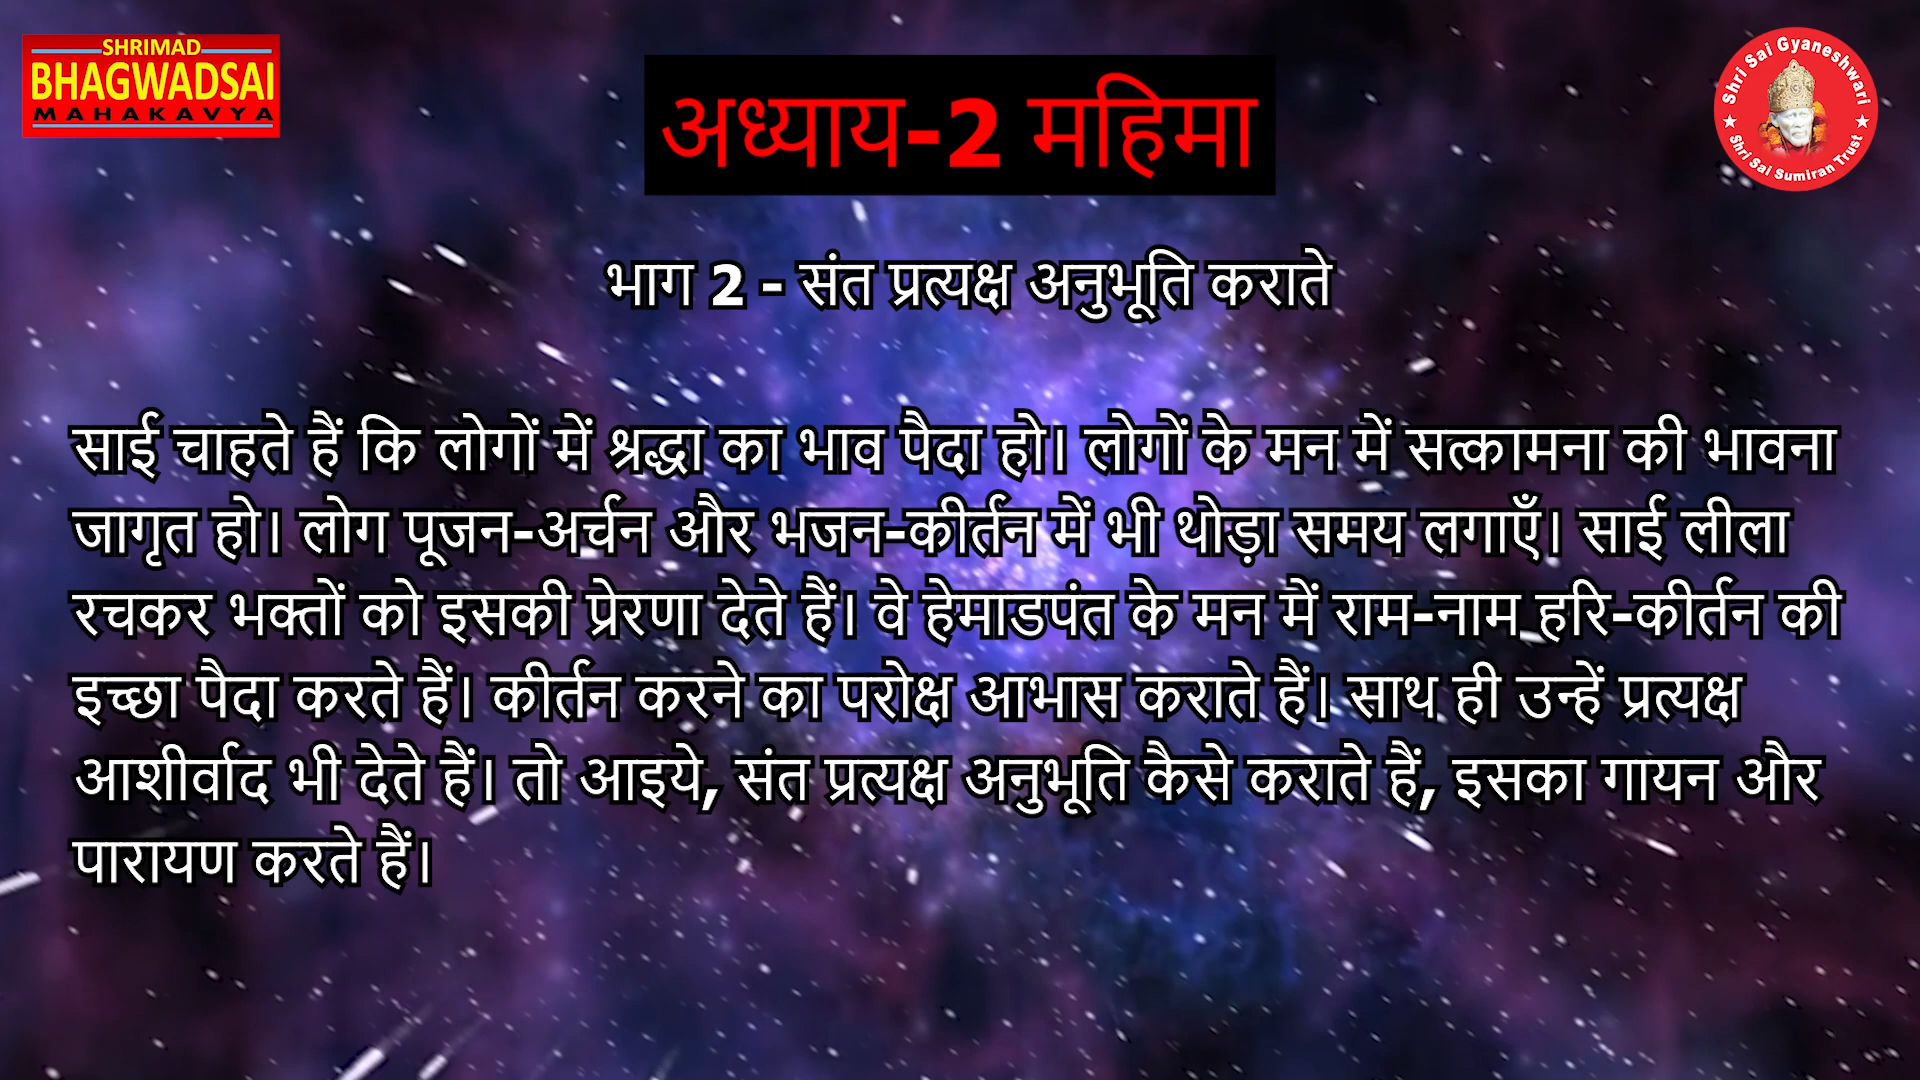 SHRIMAD
BHAGWADSAI
MAHAKAVYA
अध्याय-2 महिमा
Shri Sai Gyaneshwari
Shri Sai Sumiran Trust
भाग 2 - संत प्रत्यक्ष अनुभूति कराते
साई चाहते हैं कि लोगों में श्रद्धा का भाव पैदा हो। लोगों के मन में सत्कामना की भावना
जागृत हो। लोग पूजन-अर्चन और भजन-कीर्तन में भी थोड़ा समय लगाएँ। साई लीला
रचकर भक्तों को इसकी प्रेरणा देते हैं। वे हेमाडपंत के मन में राम-नाम हरि-कीर्तन की
इच्छा पैदा करते हैं। कीर्तन करने का परोक्ष आभास कराते हैं। साथ ही उन्हें प्रत्यक्ष
आशीर्वाद भी देते हैं। तो आइये, संत प्रत्यक्ष अनुभूति कैसे कराते हैं, इसका गायन और
पारायण करते हैं।